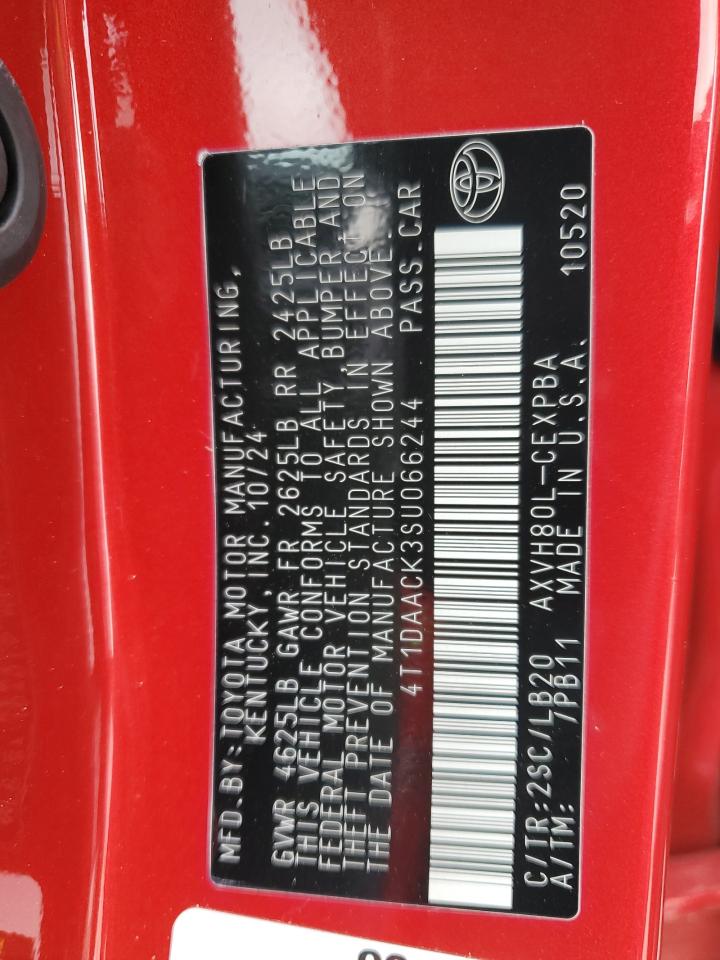 MFD.BY:TOYOTA MOTOR MANUFACTURING,
KENTUCKY, INC. 10/24
GVWR 4625LB GAWR FR 2625LB RR 2425LB
THIS VEHICLE CONFORMS TO ALL APPLICABLE
FEDERAL MOTOR VEHICLE SAFETY, BUMPER, AND
THEFT PREVENTION STANDARDS IN EFFECT ON
THE DATE OF MANUFACTURE SHOWN ABOVE.
4T1DAACK3SU066244 PASS.CAR
C/TR:2SC/LB20 AXVH80L-CEXPBA
A/TM: /PB11 MADE IN U.S.A. 10520